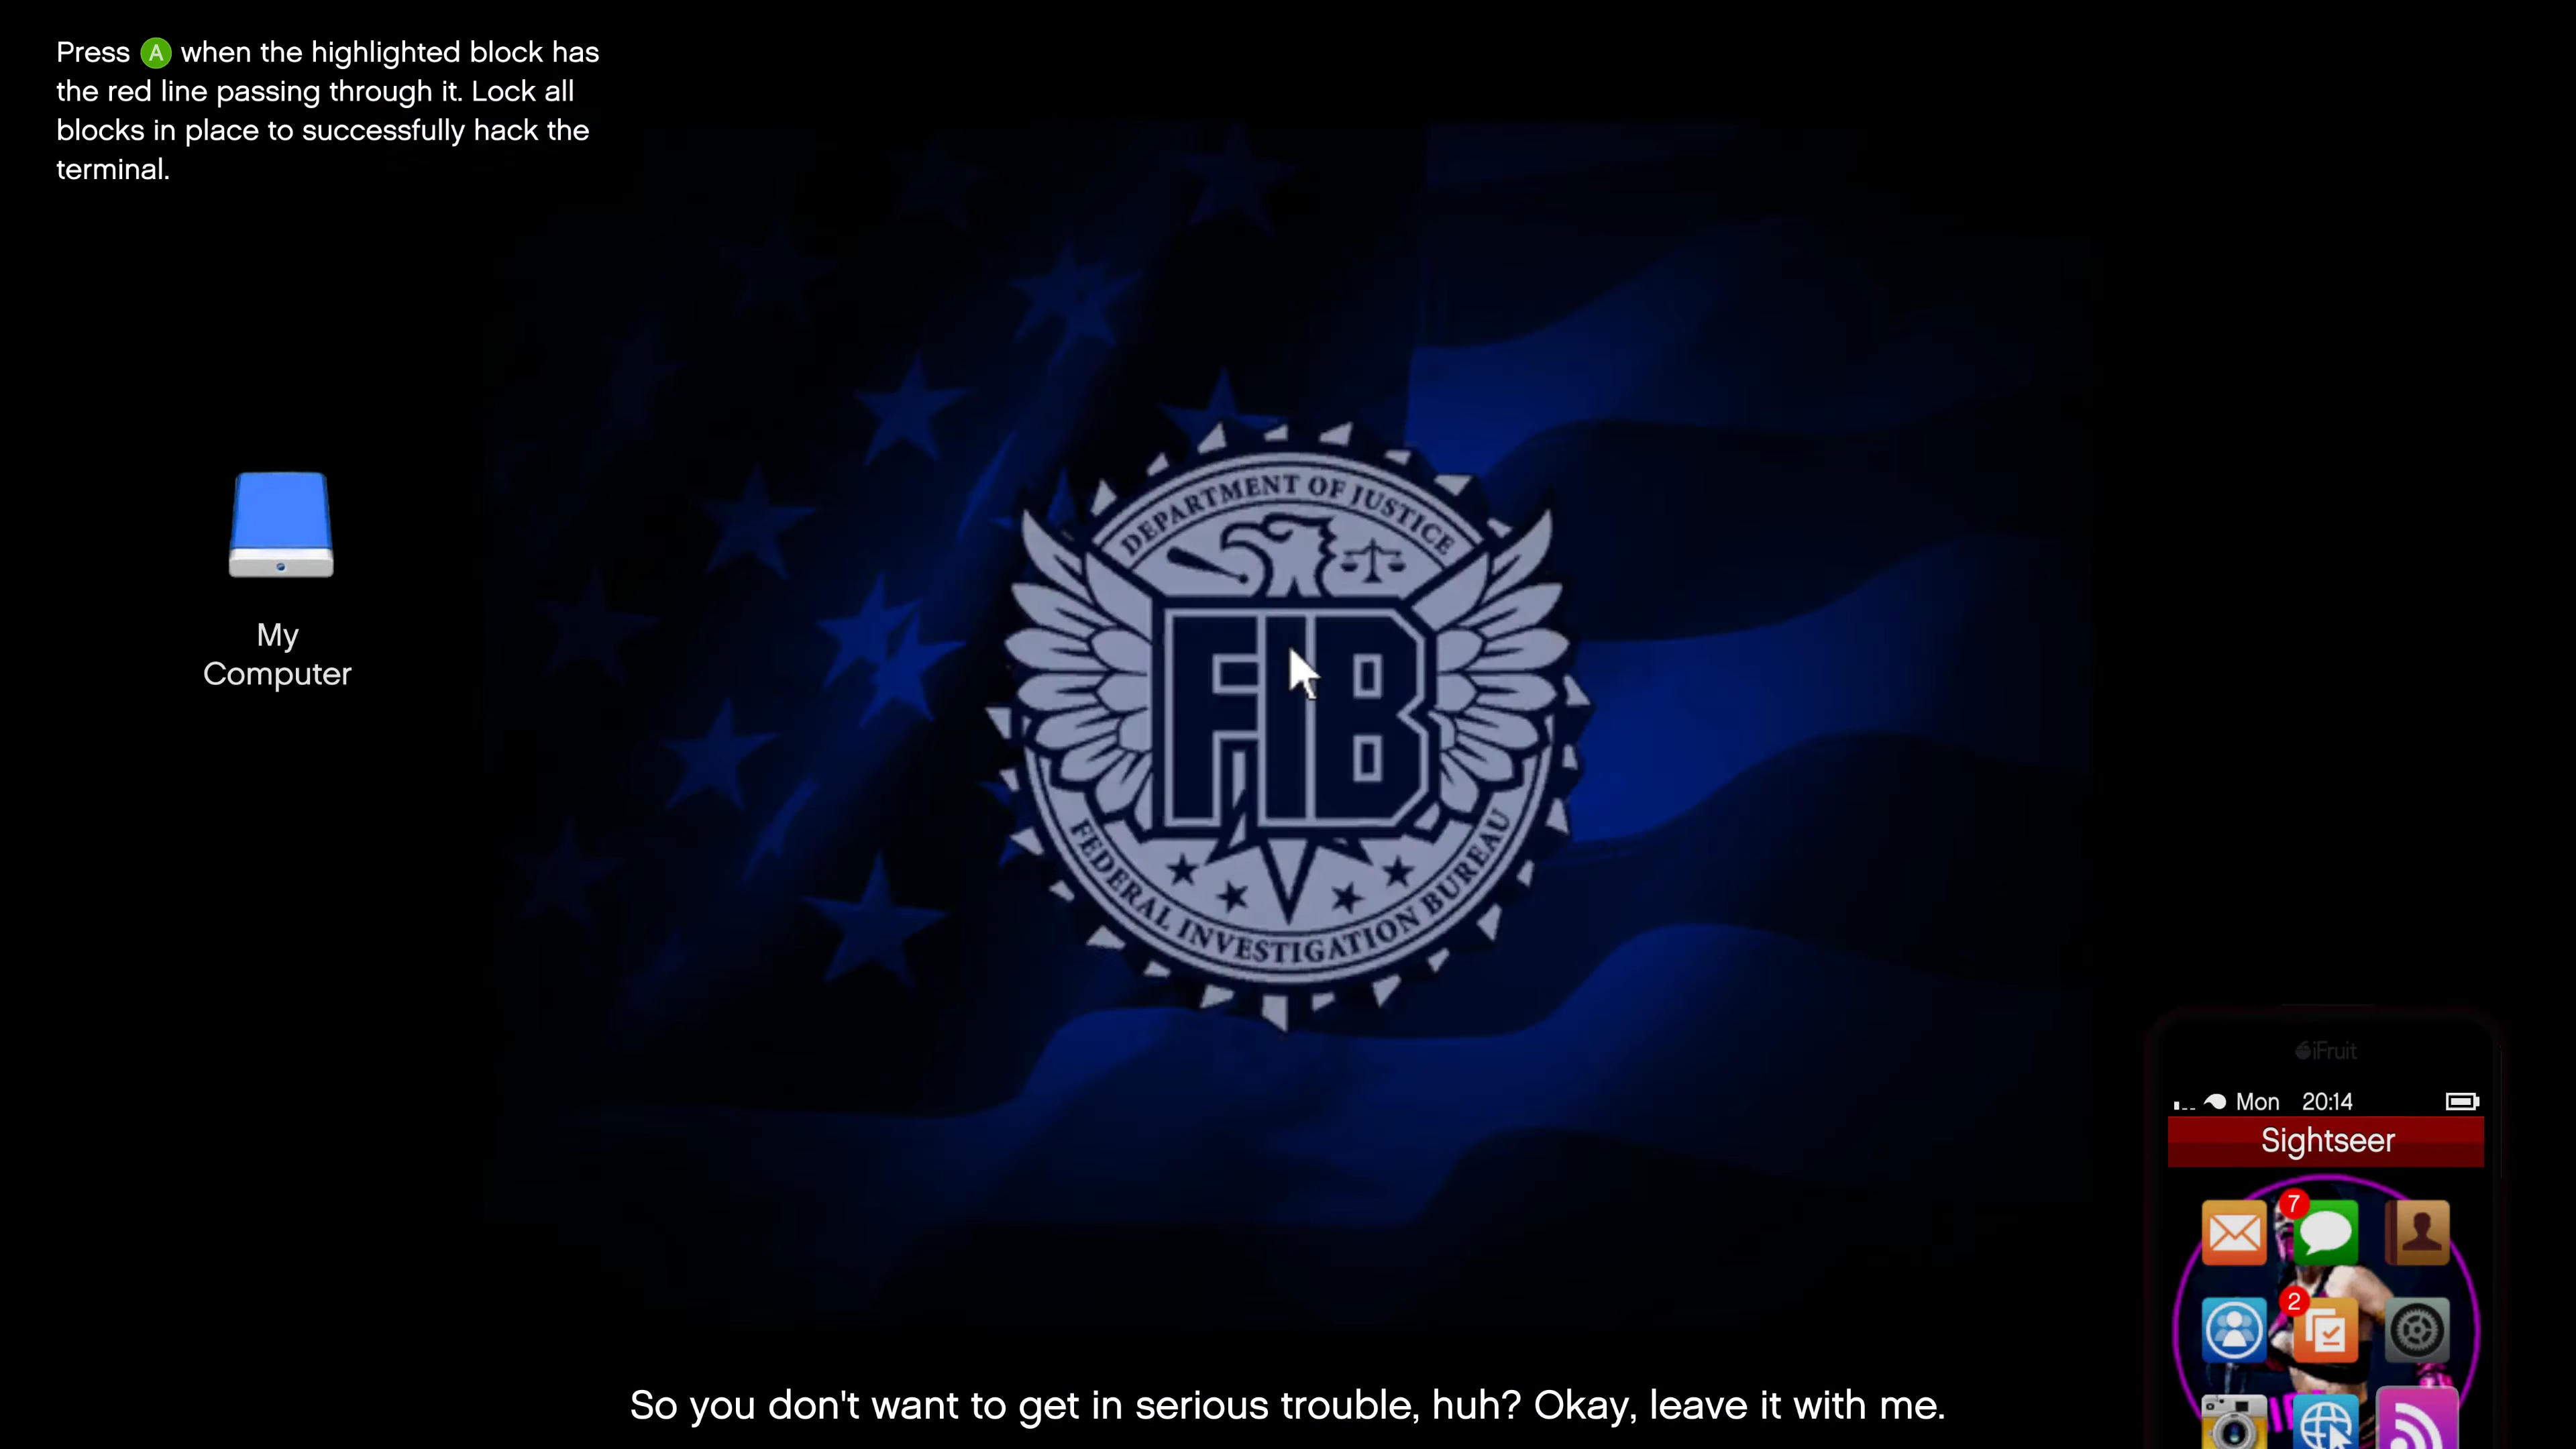 Press A when the highlighted block has
the red line passing through it. Lock all
blocks in place to successfully hack the
terminal.
DEPARTMENT OF JUSTICE
My
Computer
FIB
FEDERAL INVESTIGATION BUREAU
iFruit
Mon 20:14
Sightseer
7
2
So you don't want to get in serious trouble, huh? Okay, leave it with me.